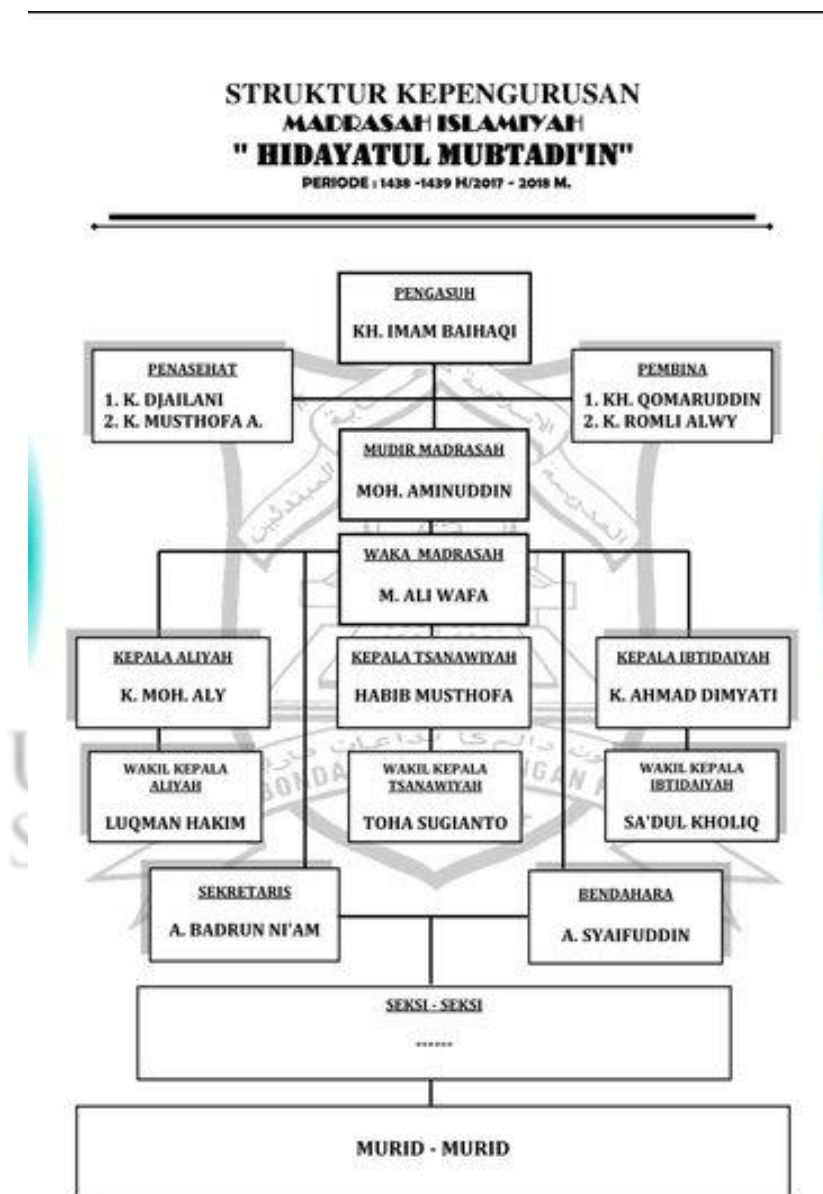 STRUKTUR KEPENGURUSAN
MADRASAH ISLAMIYAH
" HIDAYATUL MUBTADI'IN"
PERIODE : 1438 -1439 H/2017 - 2018 M.
PENGASUH
KH. IMAM BAIHAQI
PENASEHAT
1. K. DJAILANI
2. K. MUSTHOFA A.
PEMBINA
1. KH. QOMARUDDIN
2. K. ROMLI ALWY
MUDIR MADRASAH
MOH. AMINUDDIN
WAKA MADRASAH
M. ALI WAFA
KEPALA ALIYAH
K. MOH. ALY
KEPALA TSANAWIYAH
HABIB MUSTHOFA
KEPALA IBTIDAIYAH
K. AHMAD DIMYATI
WAKIL KEPALA
ALIYAH
LUQMAN HAKIM
WAKIL KEPALA
TSANAWIYAH
TOHA SUGIANTO
WAKIL KEPALA
IBTIDAIYAH
SA'DUL KHOLIQ
SEKRETARIS
A. BADRUN NI'AM
BENDAHARA
A. SYAIFUDDIN
SEKSI - SEKSI
------
MURID - MURID